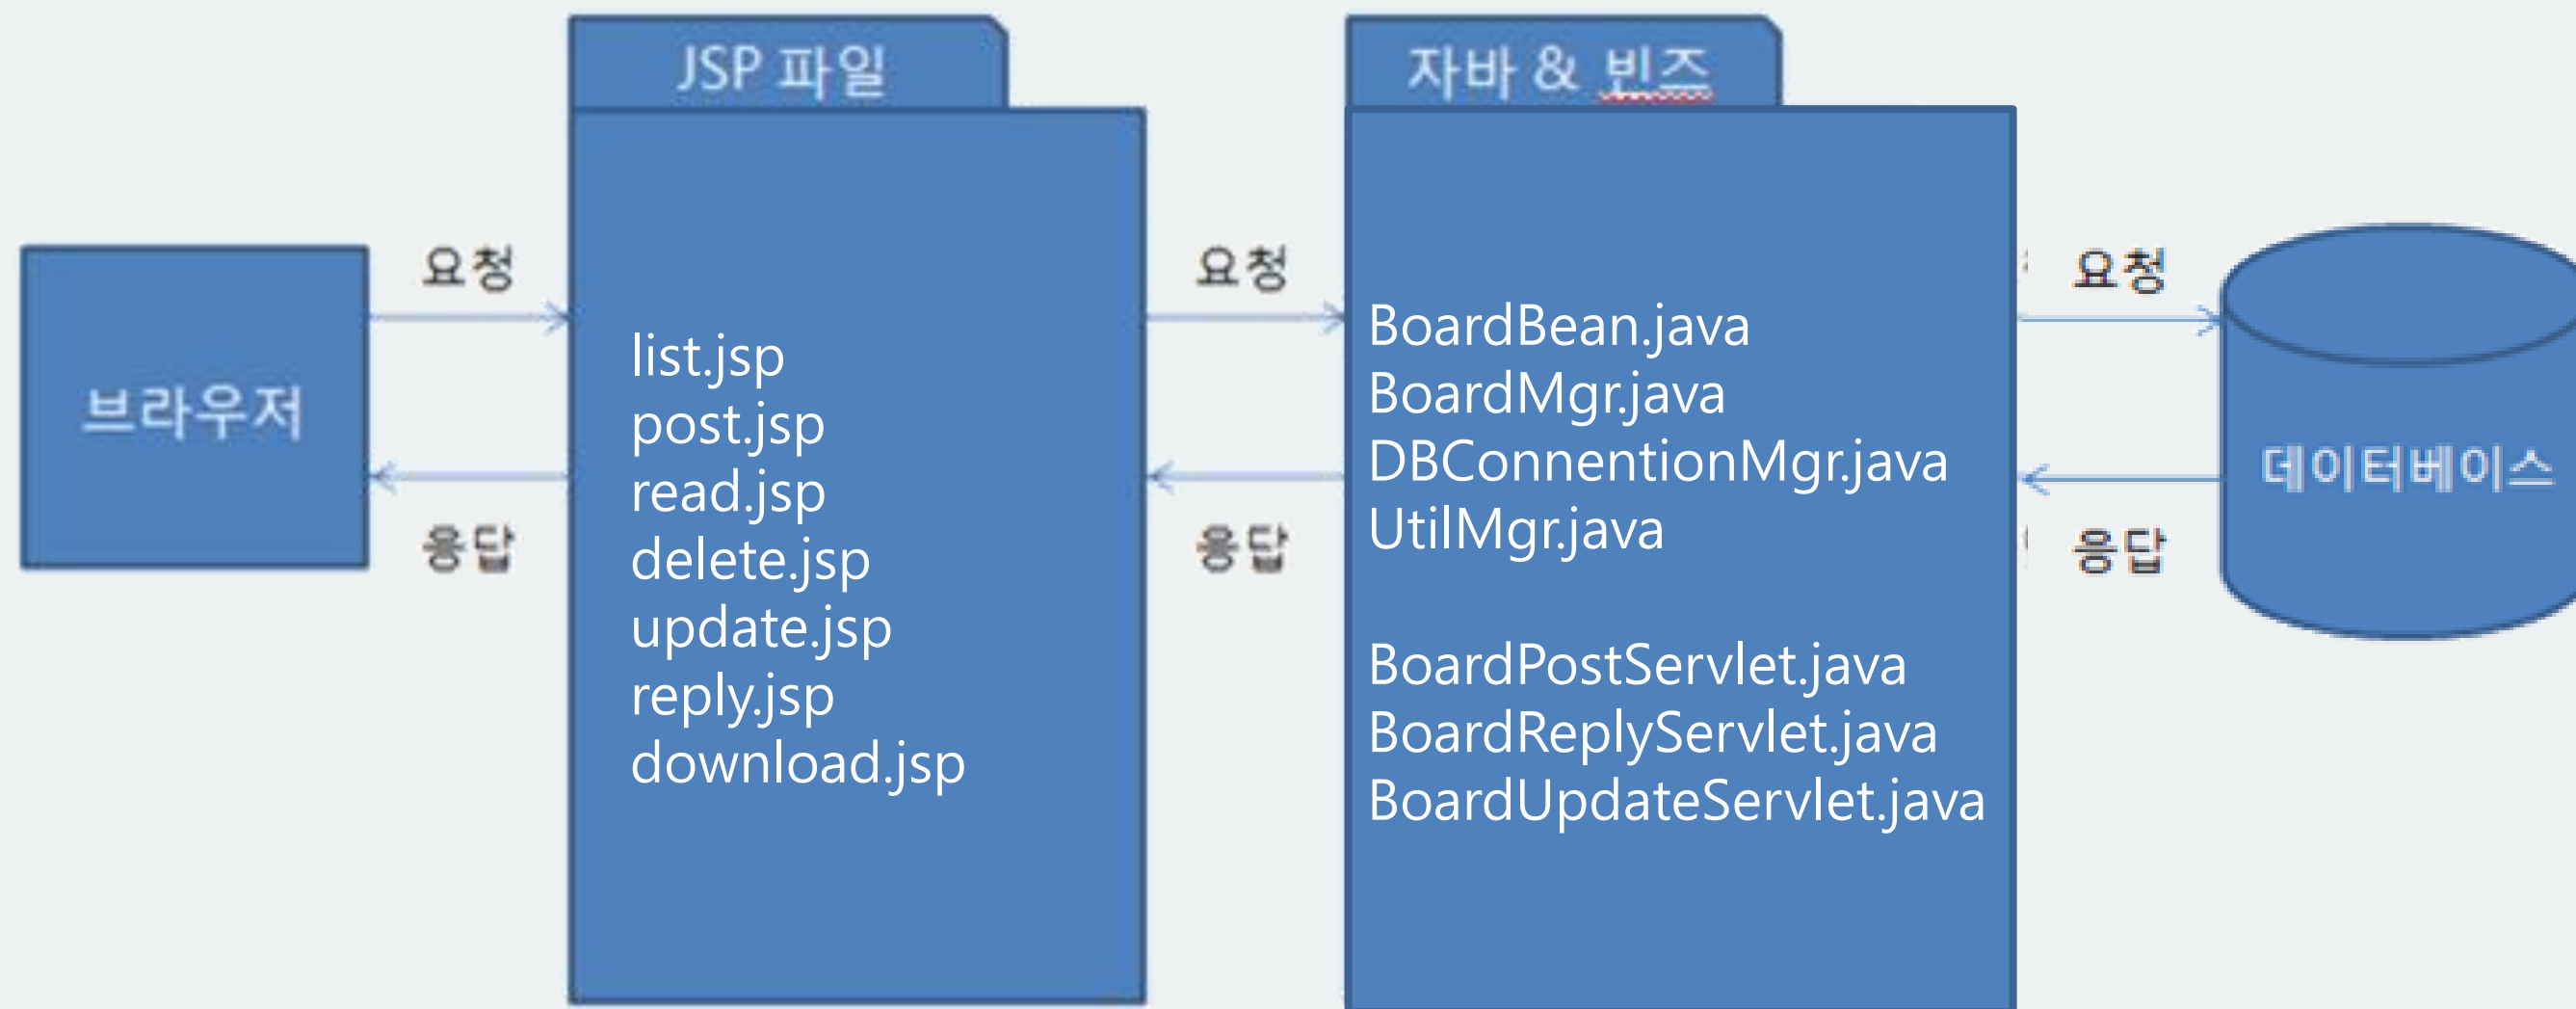 JSP 파일
자바 & 빈즈
브라우저
요청
응답
list.jsp
post.jsp
read.jsp
delete.jsp
update.jsp
reply.jsp
download.jsp
요청
응답
BoardBean.java
BoardMgr.java
DBConnentionMgr.java
UtilMgr.java
BoardPostServlet.java
BoardReplyServlet.java
BoardUpdateServlet.java
요청
응답
데이터베이스